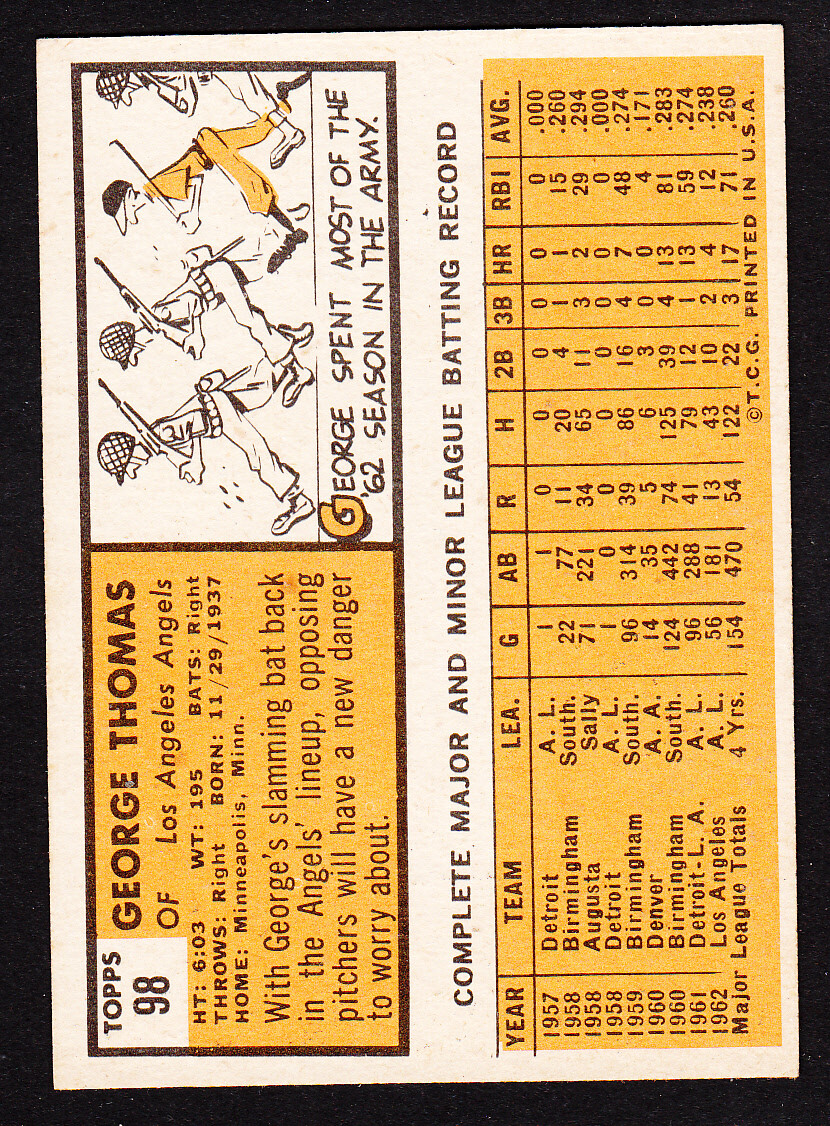 TOPPS
98
GEORGE THOMAS
OF Los Angeles Angels
HT: 6:03 WT: 195 BATS: Right
THROWS: Right BORN: 11/29/1937
HOME: Minneapolis, Minn.
With George's slamming bat back
in the Angels' lineup, opposing
pitchers will have a new danger
to worry about.
GEORGE SPENT MOST OF THE
'62 SEASON IN THE ARMY.
COMPLETE MAJOR AND MINOR LEAGUE BATTING RECORD
YEAR TEAM LEA. G AB R H 2B 3B HR RBI AVG.
1957 Detroit A. L. 1 1 0 0 0 0 0 0 .000
1958 Birmingham South. 22 77 11 20 4 1 1 15 .260
1958 Augusta Sally 71 221 34 65 11 3 2 29 .294
1958 Detroit A. L. 1 0 0 0 0 0 0 0 .000
1959 Birmingham South. 96 314 39 86 16 4 7 48 .274
1960 Denver A. A. 14 35 5 6 3 0 0 4 .171
1960 Birmingham South. 124 442 74 125 39 4 13 81 .283
1961 Detroit-L. A. A. L. 96 288 41 79 12 1 13 59 .274
1962 Los Angeles A. L. 56 181 13 43 10 2 4 12 .238
Major League Totals 4 Yrs. 154 470 54 122 22 3 17 71 .260
©T.C.G. PRINTED IN U.S.A.